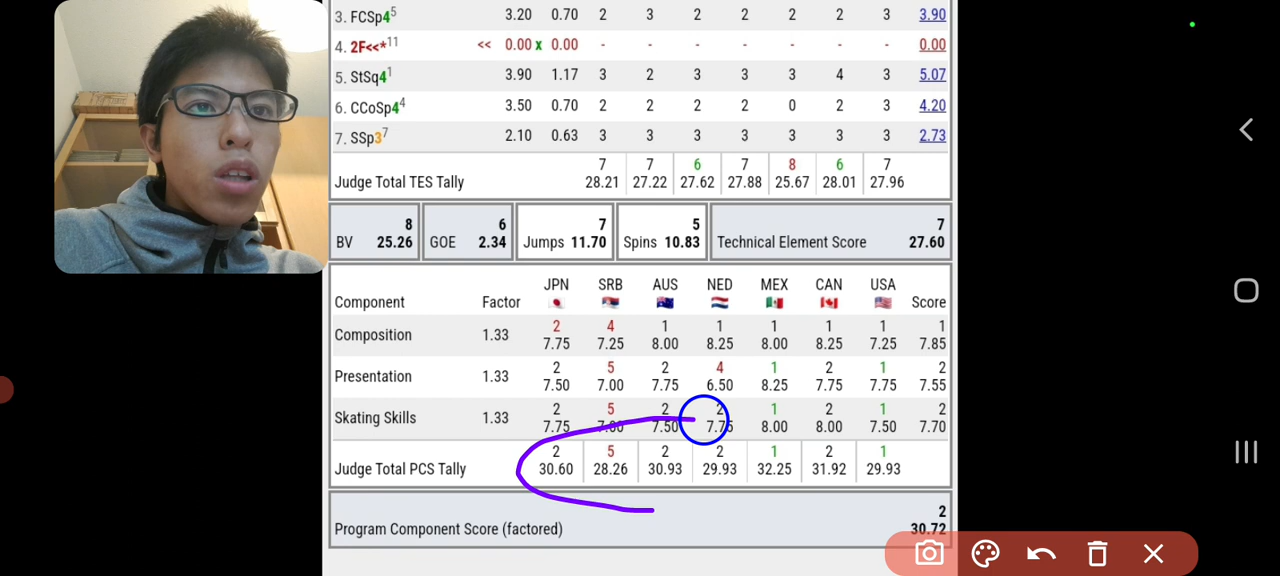 3. FCSp4⁵ 3.20 0.70 2 3 2 2 2 2 3 3.90
4. 2F<<*¹¹ << 0.00 x 0.00 - - - - - - - 0.00
5. StSq4¹ 3.90 1.17 3 2 3 3 3 4 3 5.07
6. CCoSp4⁴ 3.50 0.70 2 2 2 2 0 2 3 4.20
7. SSp3⁷ 2.10 0.63 3 3 3 3 3 3 3 2.73
7 7 6 7 8 6 7
Judge Total TES Tally 28.21 27.22 27.62 27.88 25.67 28.01 27.96
8 6 7 5 7
BV 25.26 GOE 2.34 Jumps 11.70 Spins 10.83 Technical Element Score 27.60
JPN SRB AUS NED MEX CAN USA
Component Factor Score
2 4 1 1 1 1 1 1
Composition 1.33 7.75 7.25 8.00 8.25 8.00 8.25 7.25 7.85
2 5 2 4 1 2 1 2
Presentation 1.33 7.50 7.00 7.75 6.50 8.25 7.75 7.75 7.55
2 5 2 2 1 2 1 2
Skating Skills 1.33 7.75 7.00 7.50 7.75 8.00 8.00 7.50 7.70
2 5 2 2 1 2 1
Judge Total PCS Tally 30.60 28.26 30.93 29.93 32.25 31.92 29.93
2
Program Component Score (factored) 30.72